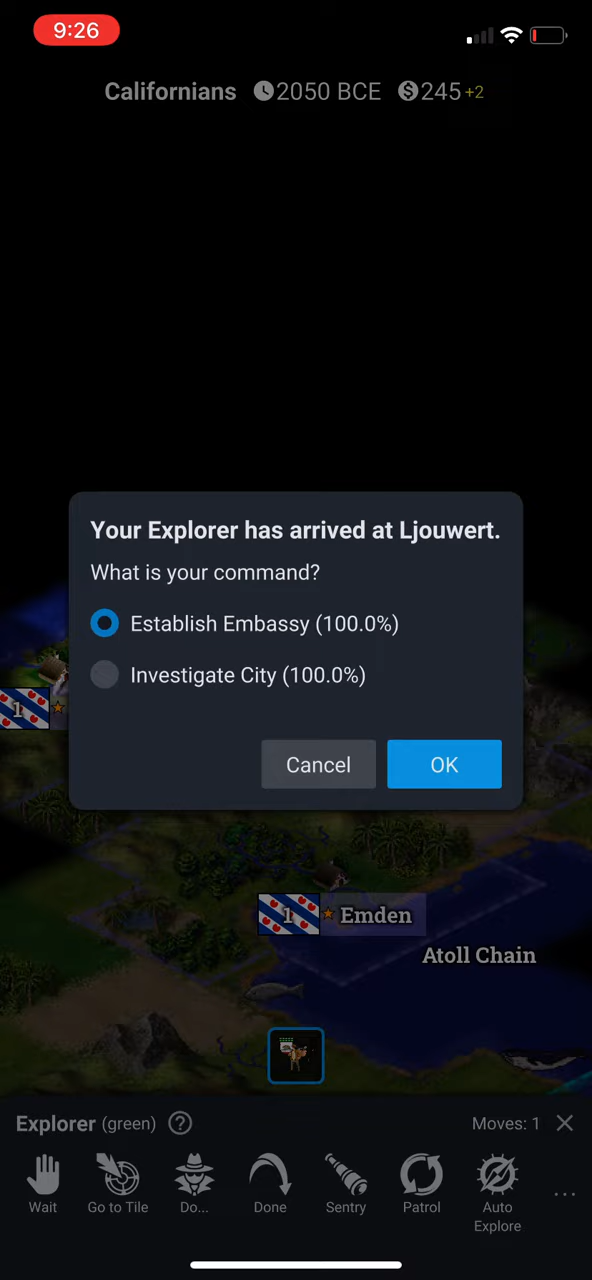 9:26
Californians 2050 BCE 245 +2
Your Explorer has arrived at Ljouwert.
What is your command?
Establish Embassy (100.0%)
Investigate City (100.0%)
Cancel OK
1
1 Emden
Atoll Chain
Explorer (green) ? Moves: 1
Wait Go to Tile Do... Done Sentry Patrol Auto Explore